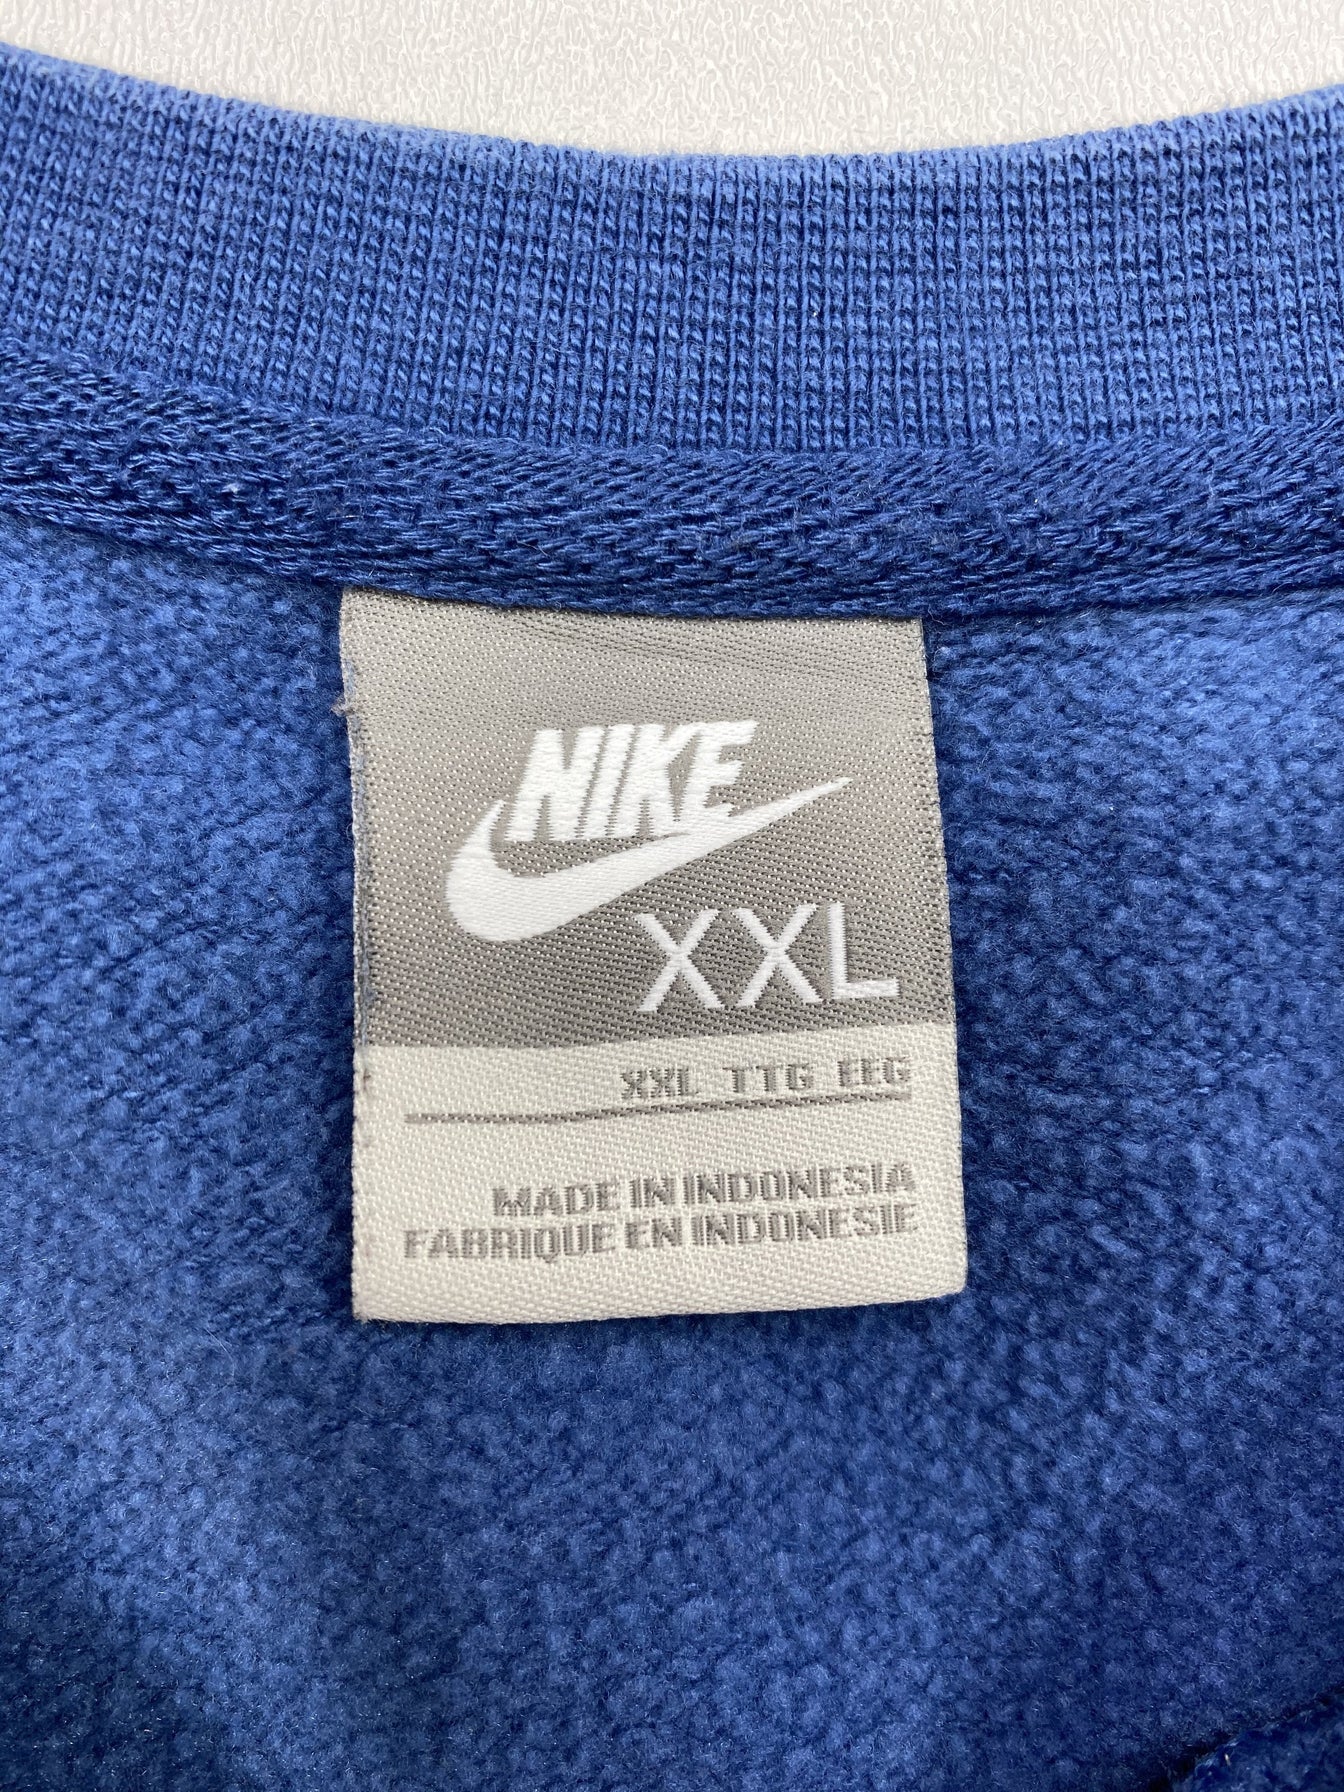 NIKE
XXL
XXL TTG EEG
MADE IN INDONESIA
FABRIQUE EN INDONESIE